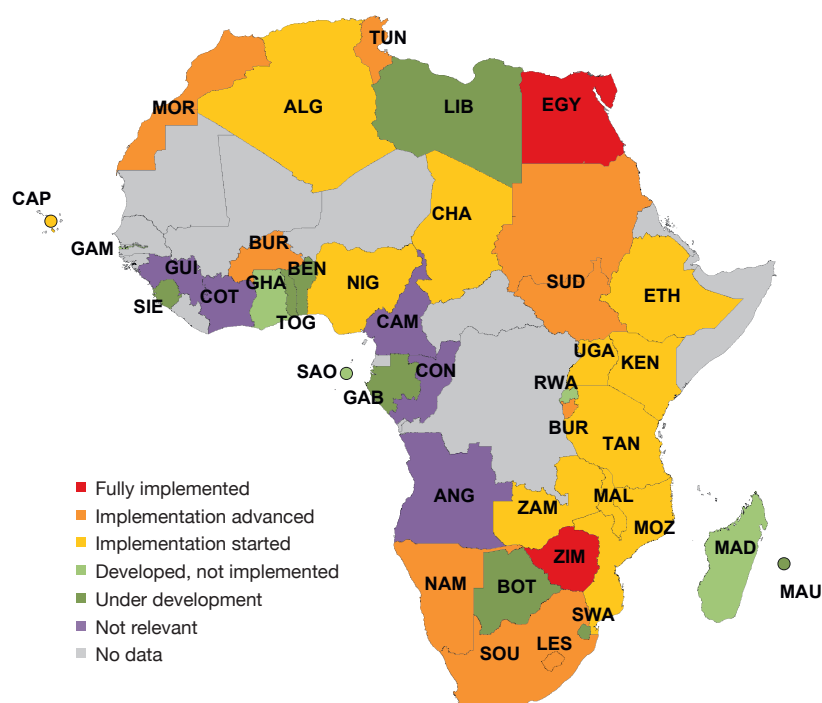 TUN
MOR
ALG
LIB
EGY
CAP
CHA
GAM
BUR
BEN
GUI
GHA
NIG
SUD
ETH
SIE
COT
TOG
CAM
UGA
KEN
SAO
CON
RWA
GAB
BUR
TAN
ANG
MAL
ZAM
MOZ
MAD
ZIM
NAM
BOT
MAU
SWA
LES
SOU
Fully implemented
Implementation advanced
Implementation started
Developed, not implemented
Under development
Not relevant
No data